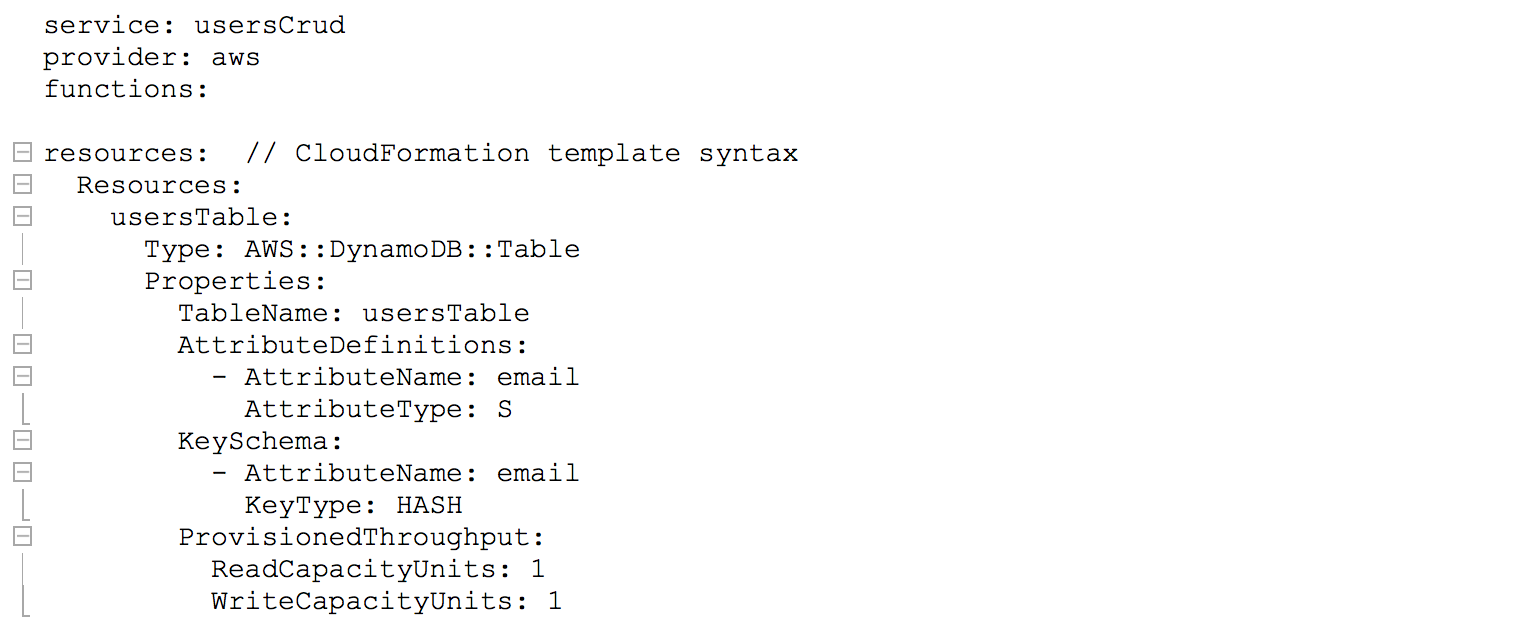 service: usersCrud
provider: aws
functions:

resources:  // CloudFormation template syntax
  Resources:
    usersTable:
      Type: AWS::DynamoDB::Table
      Properties:
        TableName: usersTable
        AttributeDefinitions:
          - AttributeName: email
            AttributeType: S
        KeySchema:
          - AttributeName: email
            KeyType: HASH
        ProvisionedThroughput:
          ReadCapacityUnits: 1
          WriteCapacityUnits: 1